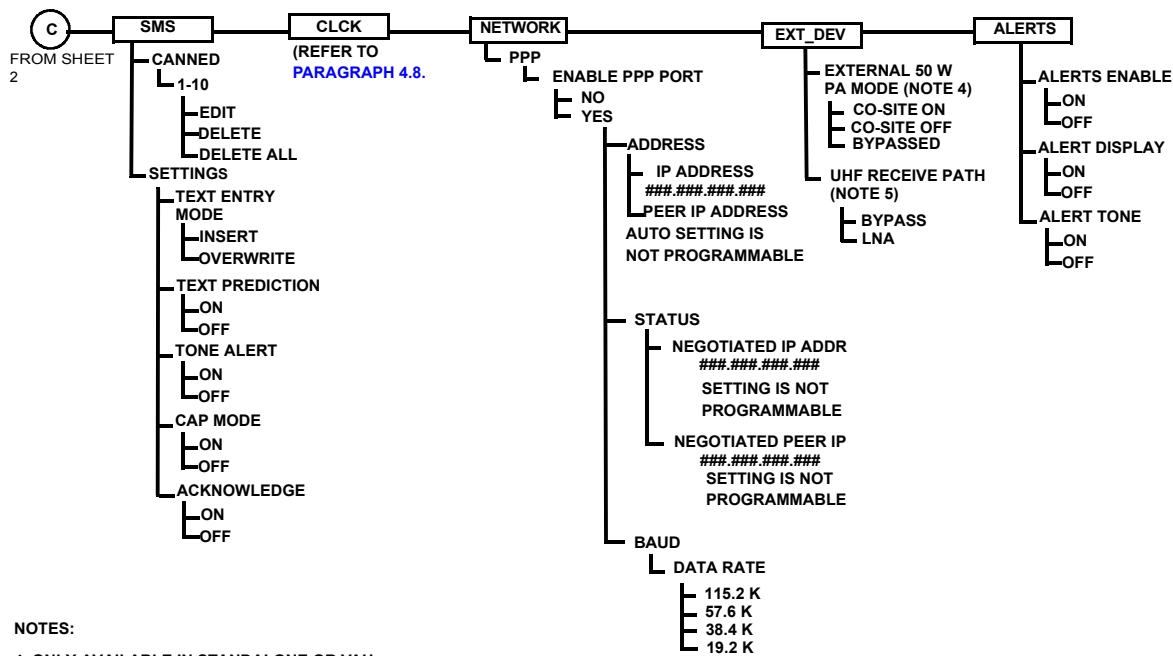 C
FROM SHEET
2
SMS
CANNED
1-10
EDIT
DELETE
DELETE ALL
SETTINGS
TEXT ENTRY
MODE
INSERT
OVERWRITE
TEXT PREDICTION
ON
OFF
TONE ALERT
ON
OFF
CAP MODE
ON
OFF
ACKNOWLEDGE
ON
OFF
CLCK
(REFER TO
PARAGRAPH 4.8.
NETWORK
PPP
ENABLE PPP PORT
NO
YES
ADDRESS
IP ADDRESS
###.###.###.###
PEER IP ADDRESS
AUTO SETTING IS
NOT PROGRAMMABLE
STATUS
NEGOTIATED IP ADDR
###.###.###.###
SETTING IS NOT
PROGRAMMABLE
NEGOTIATED PEER IP
###.###.###.###
SETTING IS NOT
PROGRAMMABLE
BAUD
DATA RATE
115.2 K
57.6 K
38.4 K
19.2 K
EXT_DEV
EXTERNAL 50 W
PA MODE (NOTE 4)
CO-SITE ON
CO-SITE OFF
BYPASSED
UHF RECEIVE PATH
(NOTE 5)
BYPASS
LNA
ALERTS
ALERTS ENABLE
ON
OFF
ALERT DISPLAY
ON
OFF
ALERT TONE
ON
OFF
NOTES: